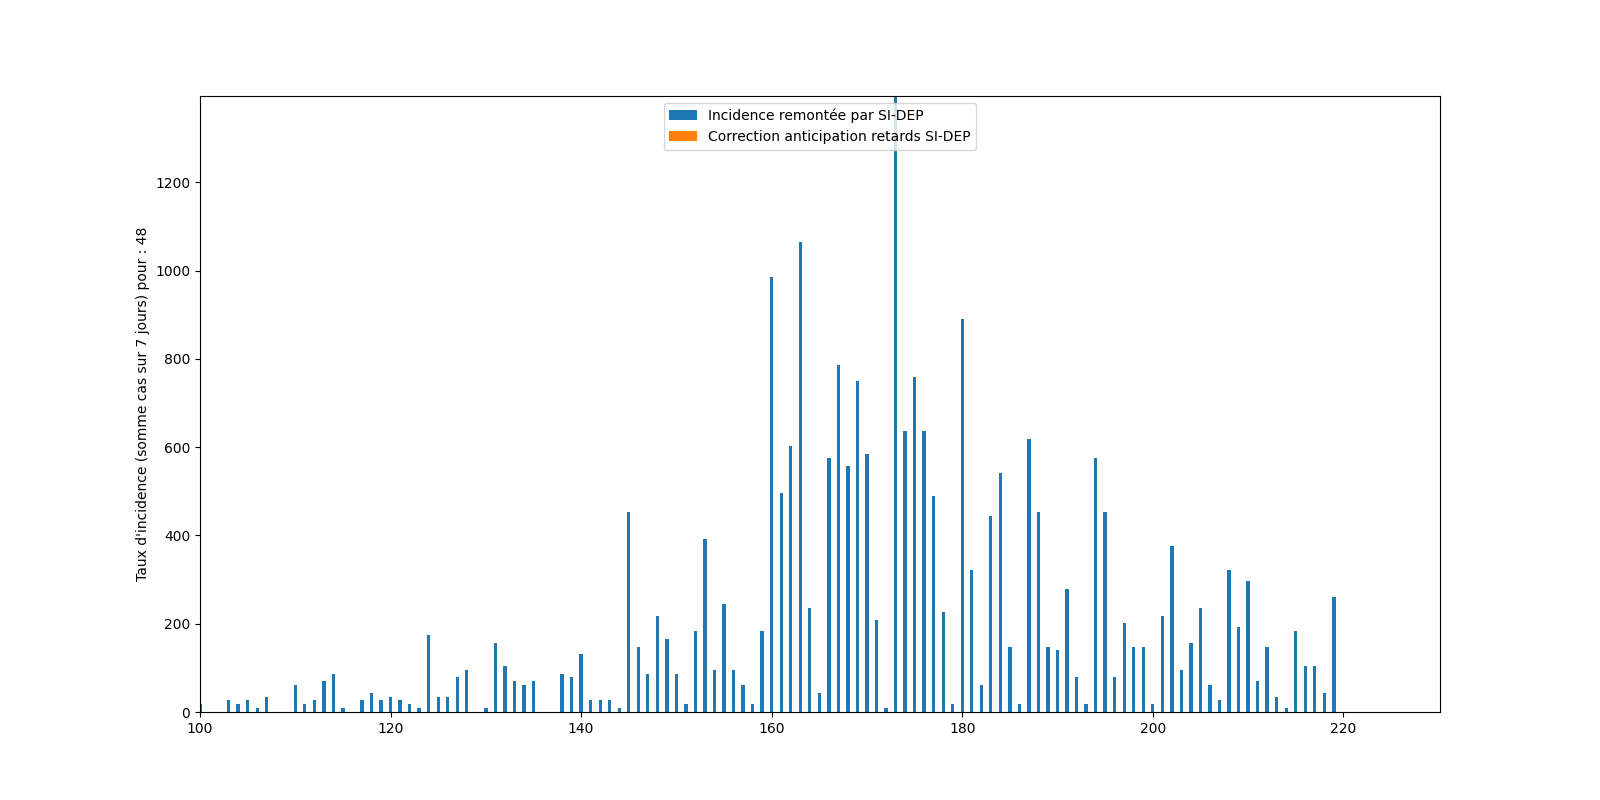 Incidence remontée par SI-DEP
Correction anticipation retards SI-DEP
Taux d'incidence (somme cas sur 7 jours) pour : 48
1200
1000
800
600
400
200
0
100 120 140 160 180 200 220